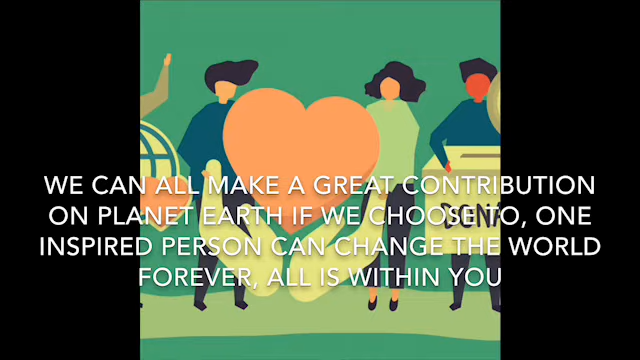 WE CAN ALL MAKE A GREAT CONTRIBUTION
ON PLANET EARTH IF WE CHOOSE TO, ONE
INSPIRED PERSON CAN CHANGE THE WORLD
FOREVER, ALL IS WITHIN YOU